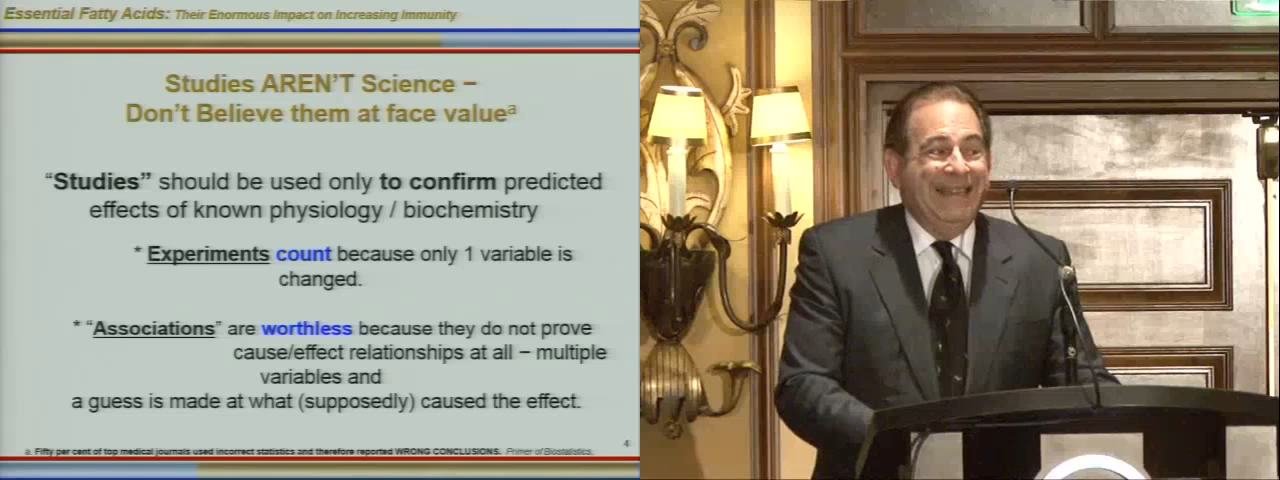 Essential Fatty Acids: Their Enormous Impact on Increasing Immunity
Studies AREN'T Science –
Don't Believe them at face valueª
"Studies" should be used only to confirm predicted
effects of known physiology / biochemistry
* Experiments count because only 1 variable is
changed.
* "Associations" are worthless because they do not prove
cause/effect relationships at all – multiple
variables and
a guess is made at what (supposedly) caused the effect.
4
a. Fifty per cent of top medical journals used incorrect statistics and therefore reported WRONG CONCLUSIONS. Primer of Biostatistics,